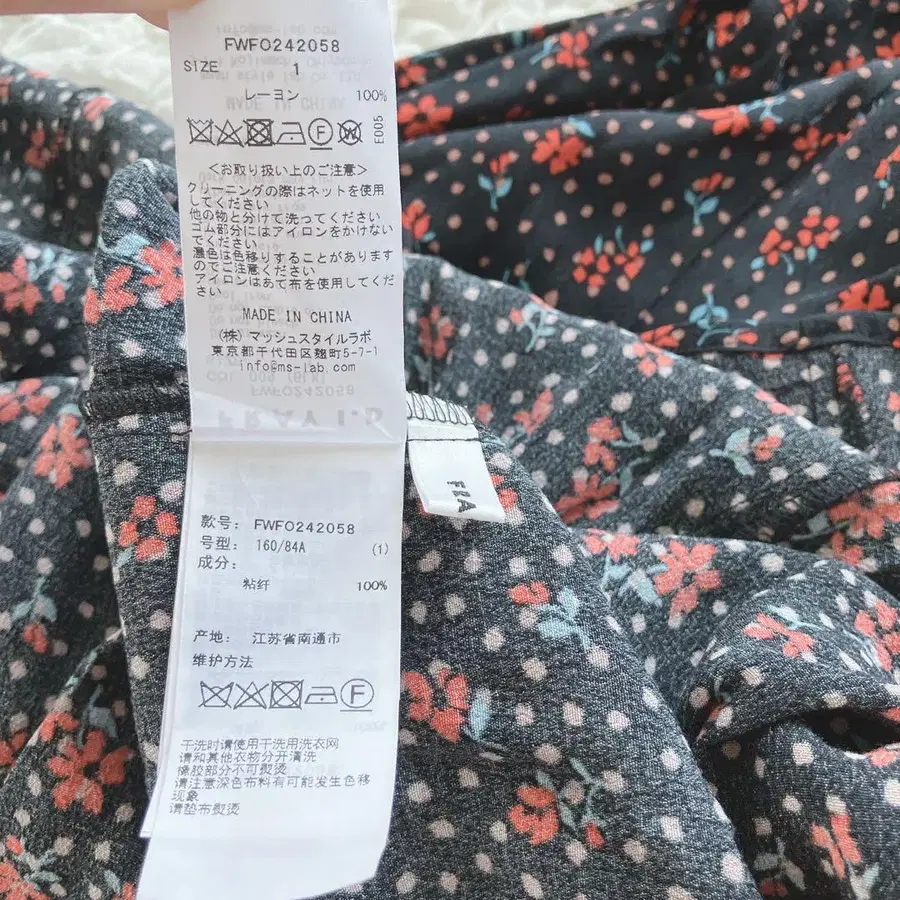 FWFO242058
SIZE 1
レーヨン 100%
E005
<お取り扱い上のご注意>
クリーニングの際はネットを使用
してください
他の物と分けて洗ってください
ゴム部分にはアイロンをかけない
でください
濃色は色移りすることがあります
のでご注意ください
アイロンはあて布を使用してくだ
さい
MADE IN CHINA
(株)マッシュスタイルラボ
東京都千代田区麹町5-7-1
info@ms-lab.com
FRA
款号: FWFO242058
号型: 160/84A (1)
成分:
粘纤 100%
产地: 江苏省南通市
维护方法
干洗时请使用干洗用洗衣网
请和其他衣物分开清洗
橡胶部分不可熨烫
请注意深色布料有可能发生色移
现象
请垫布熨烫